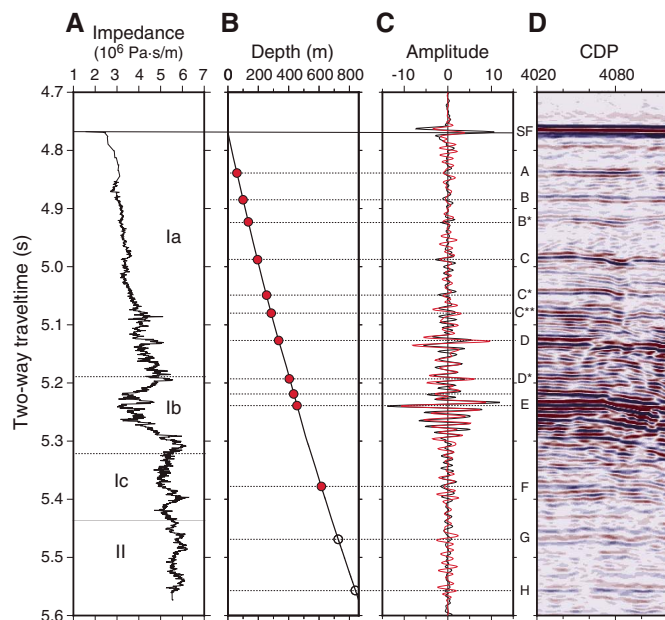 A B C D
Impedance Depth (m) Amplitude CDP
(10⁶ Pa·s/m)
1 2 3 4 5 6 7 0 200 400 600 800 -10 0 10 4020 4080
Two-way traveltime (s)
4.7
4.8
4.9
5.0
5.1
5.2
5.3
5.4
5.5
5.6
Ia
Ib
Ic
II
SF
A
B
B*
C
C*
C**
D
D*
E
F
G
H